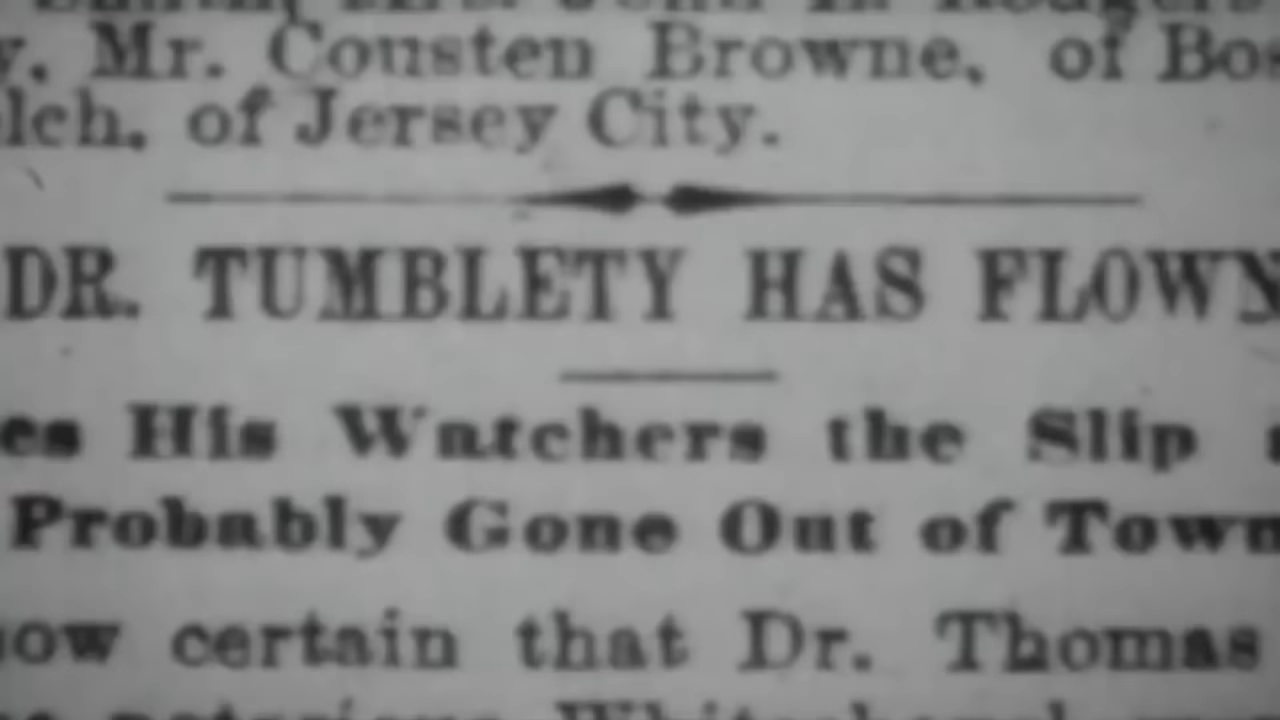 Mr. Cousten Browne, of Bos
lch, of Jersey City.
DR. TUMBLETY HAS FLOWN
es His Watchers the Slip
Probably Gone Out of Town
ow certain that Dr. Thomas